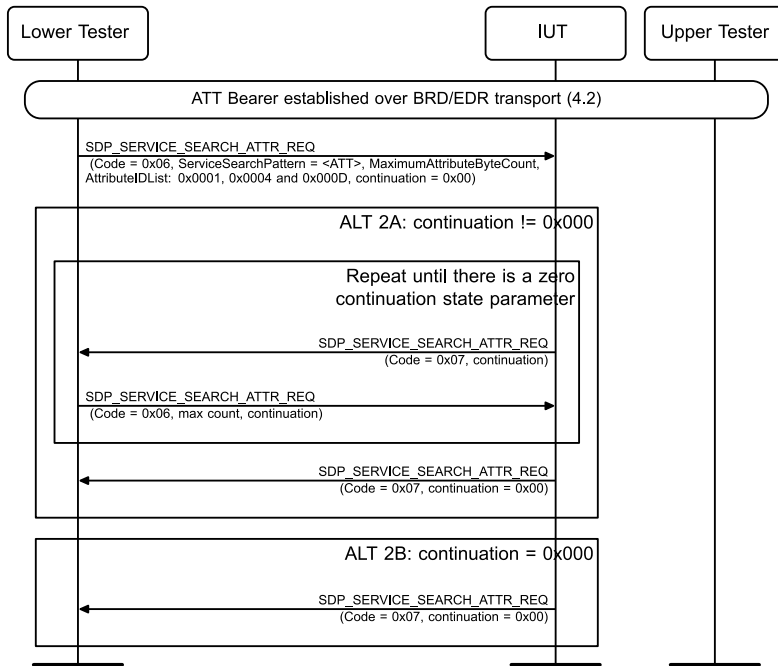 Lower Tester
IUT
Upper Tester
ATT Bearer established over BRD/EDR transport (4.2)
SDP_SERVICE_SEARCH_ATTR_REQ
(Code = 0x06, ServiceSearchPattern = <ATT>, MaximumAttributeByteCount,
AttributeIDList: 0x0001, 0x0004 and 0x000D, continuation = 0x00)
ALT 2A: continuation != 0x000
Repeat until there is a zero
continuation state parameter
SDP_SERVICE_SEARCH_ATTR_REQ
(Code = 0x07, continuation)
SDP_SERVICE_SEARCH_ATTR_REQ
(Code = 0x06, max count, continuation)
SDP_SERVICE_SEARCH_ATTR_REQ
(Code = 0x07, continuation = 0x00)
ALT 2B: continuation = 0x000
SDP_SERVICE_SEARCH_ATTR_REQ
(Code = 0x07, continuation = 0x00)